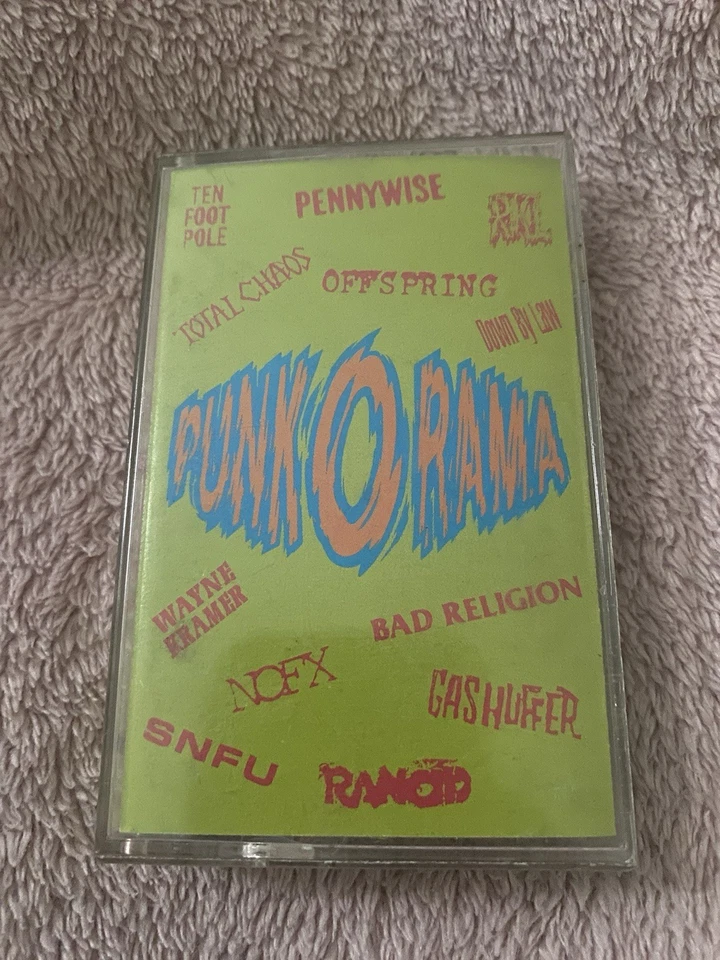 TEN
FOOT
POLE
PENNYWISE
RKL
TOTAL CHAOS
OFFSPRING
DOWN By LAW
PUNK O RAMA
WAYNE
KRAMER
BAD RELIGION
NOFX
GAS HUFFER
SNFU
RANCID